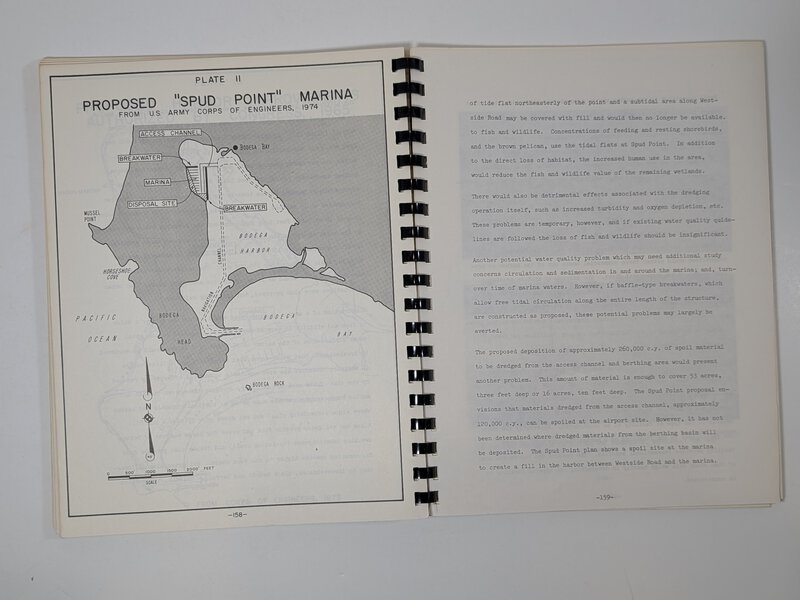 PLATE 11
PROPOSED "SPUD POINT" MARINA
FROM U.S. ARMY CORPS OF ENGINEERS, 1974
ACCESS CHANNEL
BODEGA BAY
BREAKWATER
MARINA
DISPOSAL SITE
BREAKWATER
MUSSEL
POINT
BODEGA
HARBOR
CHANNEL
HORSESHOE
COVE
NAVIGATION
PACIFIC
OCEAN
BODEGA
HEAD
BODEGA
BAY
BODEGA ROCK
N
0 500 1000 1500 2000 FEET
SCALE
-158-
of tide flat northeasterly of the point and a subtidal area along West-
side Road may be covered with fill and would then no longer be available
to fish and wildlife. Concentrations of feeding and resting shorebirds,
and the brown pelican, use the tidal flats at Spud Point. In addition
to the direct loss of habitat, the increased human use in the area,
would reduce the fish and wildlife value of the remaining wetlands.
There would also be detrimental effects associated with the dredging
operation itself, such as increased turbidity and oxygen depletion, etc.
These problems are temporary, however, and if existing water quality guide-
lines are followed the loss of fish and wildlife should be insignificant.
Another potential water quality problem which may need additional study
concerns circulation and sedimentation in and around the marina; and, turn-
over time of marina waters. However, if baffle-type breakwaters, which
allow free tidal circulation along the entire length of the structure,
are constructed as proposed, these potential problems may largely be
averted.
The proposed deposition of approximately 260,000 c.y. of spoil material
to be dredged from the access channel and berthing area would present
another problem. This amount of material is enough to cover 53 acres,
three feet deep or 16 acres, ten feet deep. The Spud Point proposal en-
visions that materials dredged from the access channel, approximately
120,000 c.y., can be spoiled at the airport site. However, it has not
been determined where dredged materials from the berthing basin will
be deposited. The Spud Point plan shows a spoil site at the marina
to create a fill in the harbor between Westside Road and the marina.
-159-